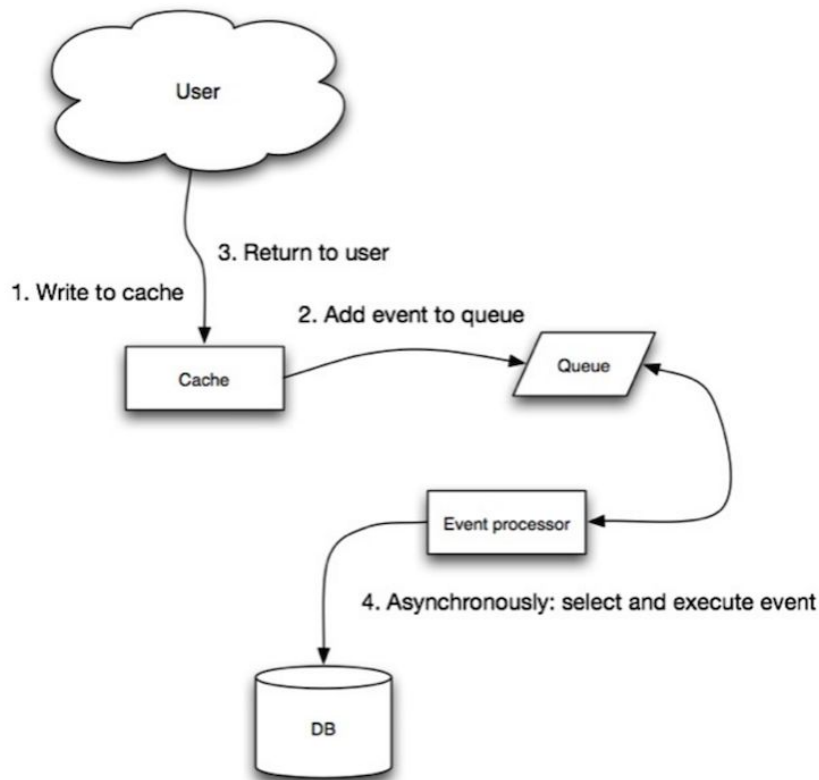 User
3. Return to user
1. Write to cache
2. Add event to queue
Cache
Queue
Event processor
4. Asynchronously: select and execute event
DB